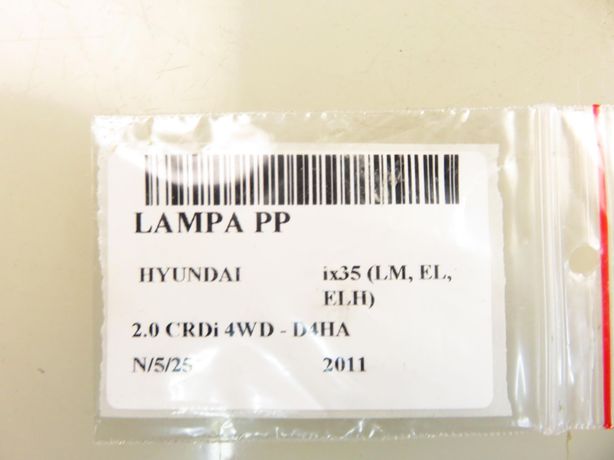 LAMPA PP
HYUNDAI ix35 (LM, EL,
ELH)
2.0 CRDi 4WD - D4HA
N/5/25 2011